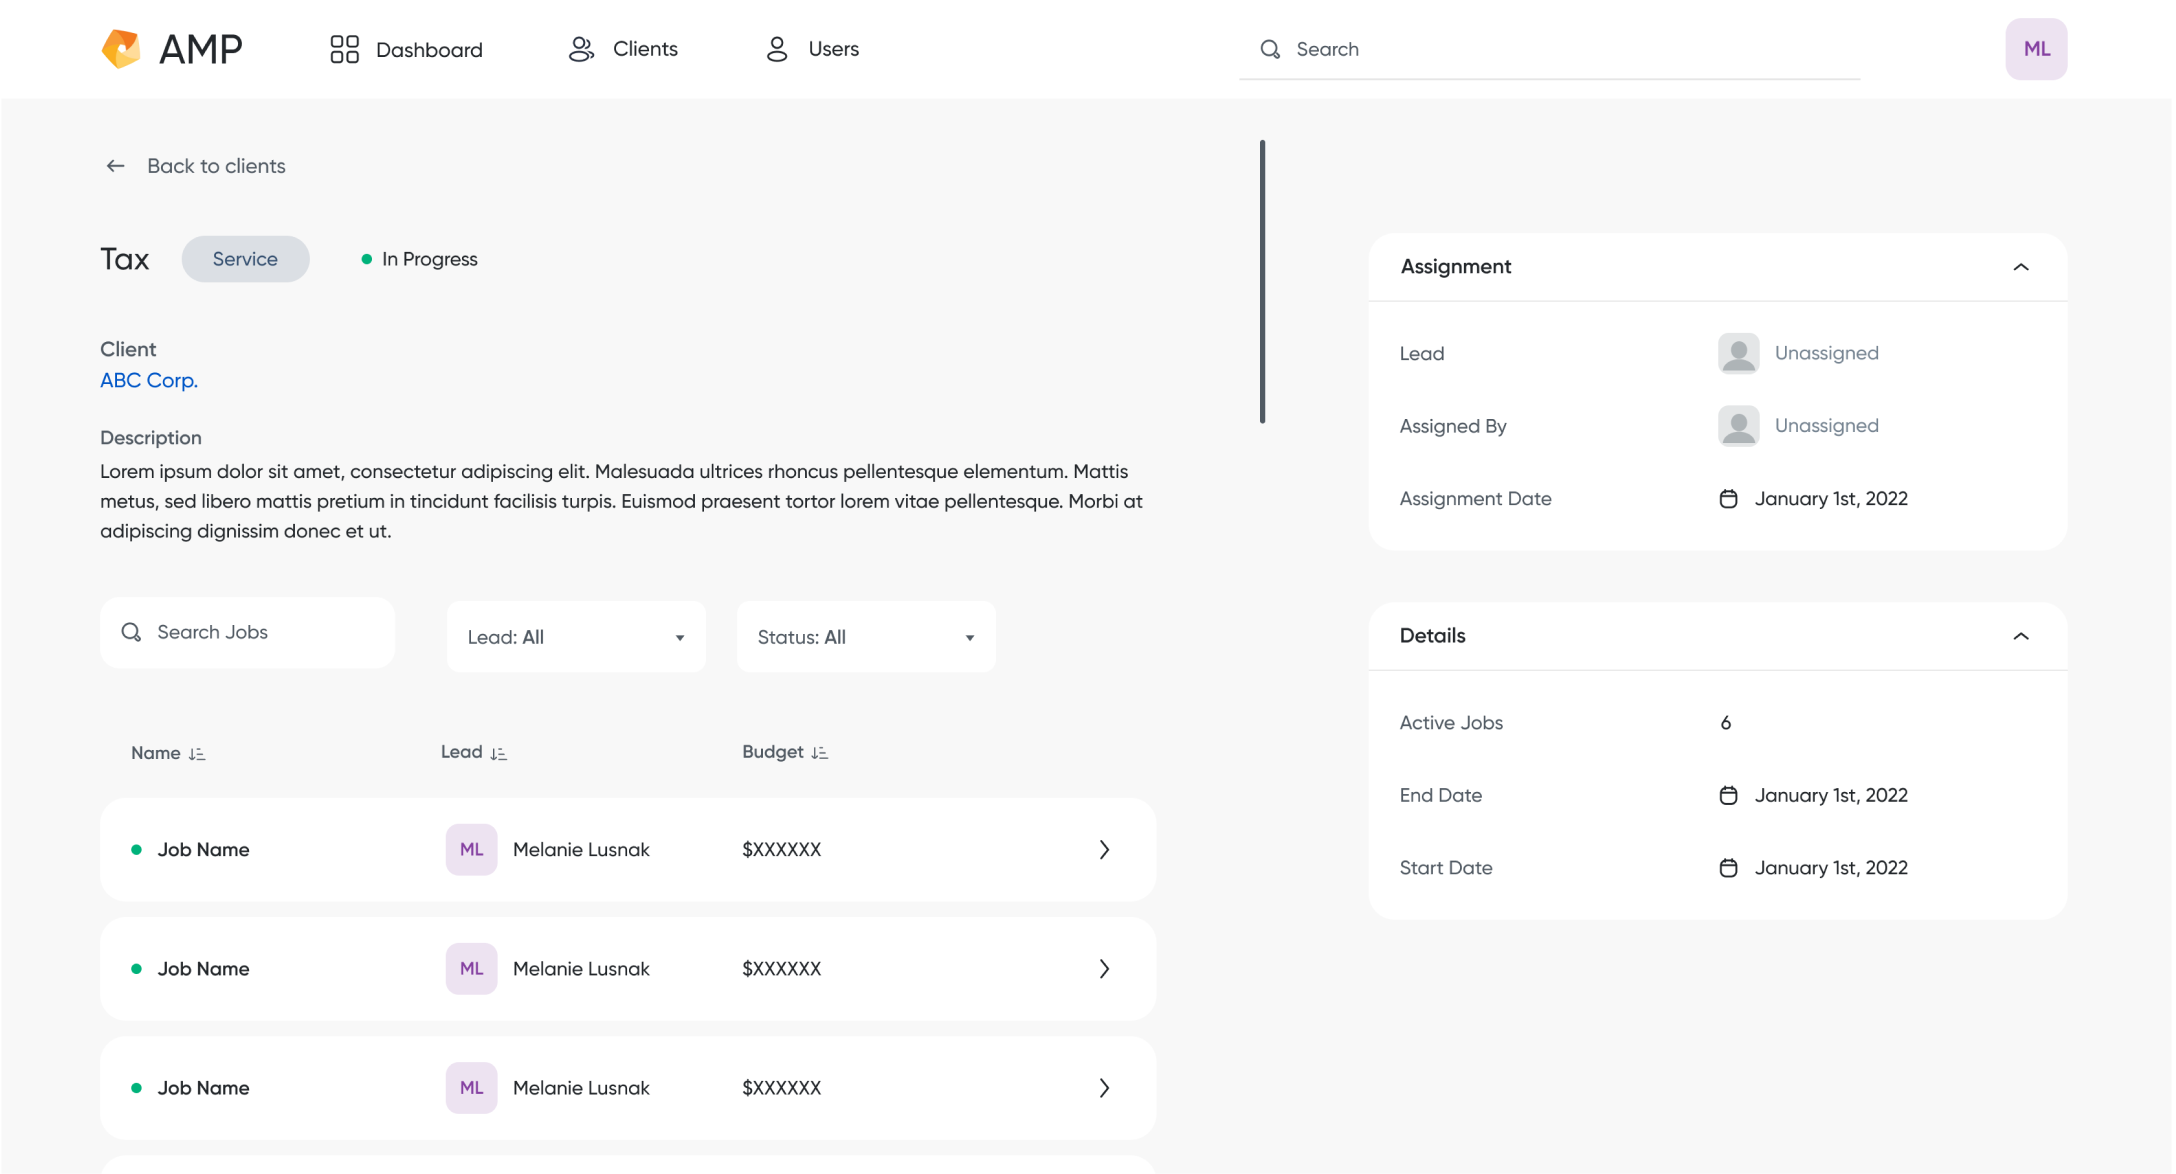 AMP
Dashboard
Clients
Users
Search
ML
Back to clients
Tax
Service
In Progress
Client
ABC Corp.
Description
Lorem ipsum dolor sit amet, consectetur adipiscing elit. Malesuada ultrices rhoncus pellentesque elementum. Mattis
metus, sed libero mattis pretium in tincidunt facilisis turpis. Euismod praesent tortor lorem vitae pellentesque. Morbi at
adipiscing dignissim donec et ut.
Search Jobs
Lead: All
Status: All
Name
Lead
Budget
Job Name
ML
Melanie Lusnak
$XXXXXX
Job Name
ML
Melanie Lusnak
$XXXXXX
Job Name
ML
Melanie Lusnak
$XXXXXX
Assignment
Lead
Unassigned
Assigned By
Unassigned
Assignment Date
January 1st, 2022
Details
Active Jobs
6
End Date
January 1st, 2022
Start Date
January 1st, 2022